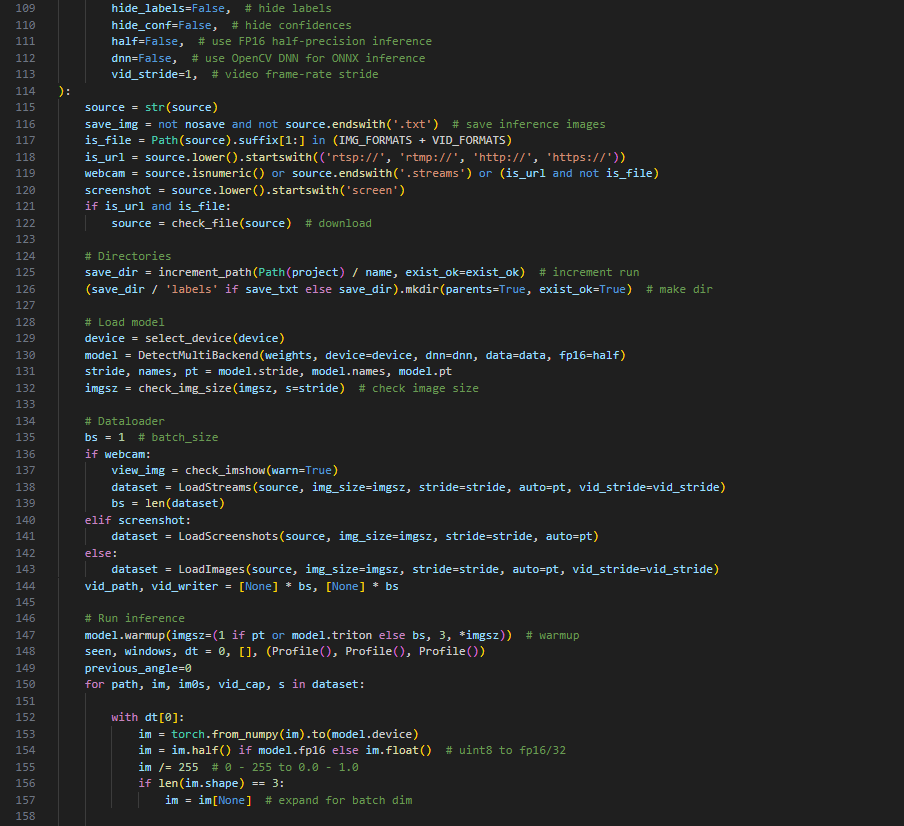 109         hide_labels=False,  # hide labels
110         hide_conf=False,  # hide confidences
111         half=False,  # use FP16 half-precision inference
112         dnn=False,  # use OpenCV DNN for ONNX inference
113         vid_stride=1,  # video frame-rate stride
114 ):
115     source = str(source)
116     save_img = not nosave and not source.endswith('.txt')  # save inference images
117     is_file = Path(source).suffix[1:] in (IMG_FORMATS + VID_FORMATS)
118     is_url = source.lower().startswith(('rtsp://', 'rtmp://', 'http://', 'https://'))
119     webcam = source.isnumeric() or source.endswith('.streams') or (is_url and not is_file)
120     screenshot = source.lower().startswith('screen')
121     if is_url and is_file:
122         source = check_file(source)  # download
123
124     # Directories
125     save_dir = increment_path(Path(project) / name, exist_ok=exist_ok)  # increment run
126     (save_dir / 'labels' if save_txt else save_dir).mkdir(parents=True, exist_ok=True)  # make dir
127
128     # Load model
129     device = select_device(device)
130     model = DetectMultiBackend(weights, device=device, dnn=dnn, data=data, fp16=half)
131     stride, names, pt = model.stride, model.names, model.pt
132     imgsz = check_img_size(imgsz, s=stride)  # check image size
133
134     # Dataloader
135     bs = 1  # batch_size
136     if webcam:
137         view_img = check_imshow(warn=True)
138         dataset = LoadStreams(source, img_size=imgsz, stride=stride, auto=pt, vid_stride=vid_stride)
139         bs = len(dataset)
140     elif screenshot:
141         dataset = LoadScreenshots(source, img_size=imgsz, stride=stride, auto=pt)
142     else:
143         dataset = LoadImages(source, img_size=imgsz, stride=stride, auto=pt, vid_stride=vid_stride)
144     vid_path, vid_writer = [None] * bs, [None] * bs
145
146     # Run inference
147     model.warmup(imgsz=(1 if pt or model.triton else bs, 3, *imgsz))  # warmup
148     seen, windows, dt = 0, [], (Profile(), Profile(), Profile())
149     previous_angle=0
150     for path, im, im0s, vid_cap, s in dataset:
151
152         with dt[0]:
153             im = torch.from_numpy(im).to(model.device)
154             im = im.half() if model.fp16 else im.float()  # uint8 to fp16/32
155             im /= 255  # 0 - 255 to 0.0 - 1.0
156             if len(im.shape) == 3:
157                 im = im[None]  # expand for batch dim
158